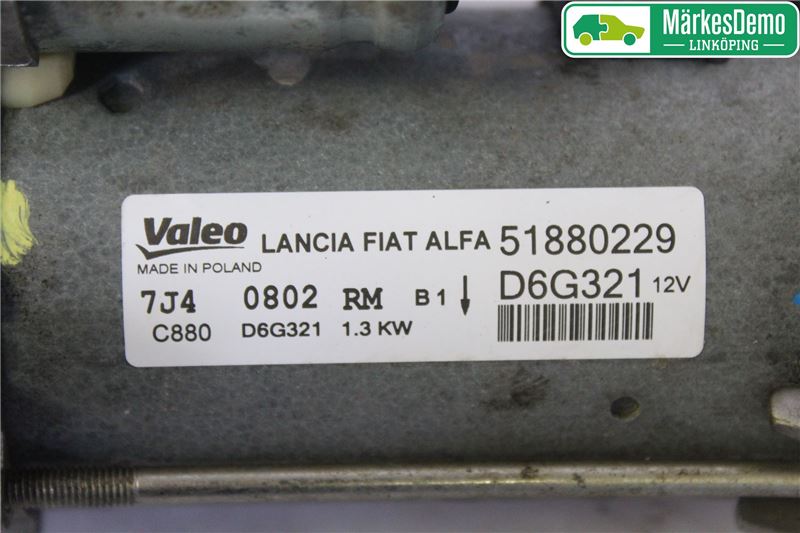 MärkesDemo
LINKÖPING
Valeo LANCIA FIAT ALFA 51880229
MADE IN POLAND
D6G321 12V
7J4 0802 RM B1
C880 D6G321 1.3 KW